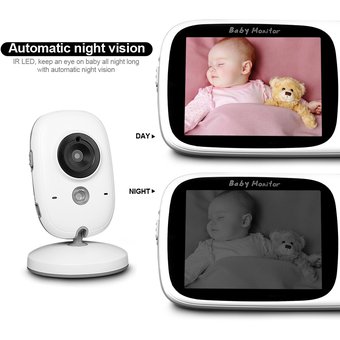 Automatic night vision
IR LED, keep an eye on baby all night long
with automatic night vision
Baby Monitor
DAY
Baby Monitor
NIGHT